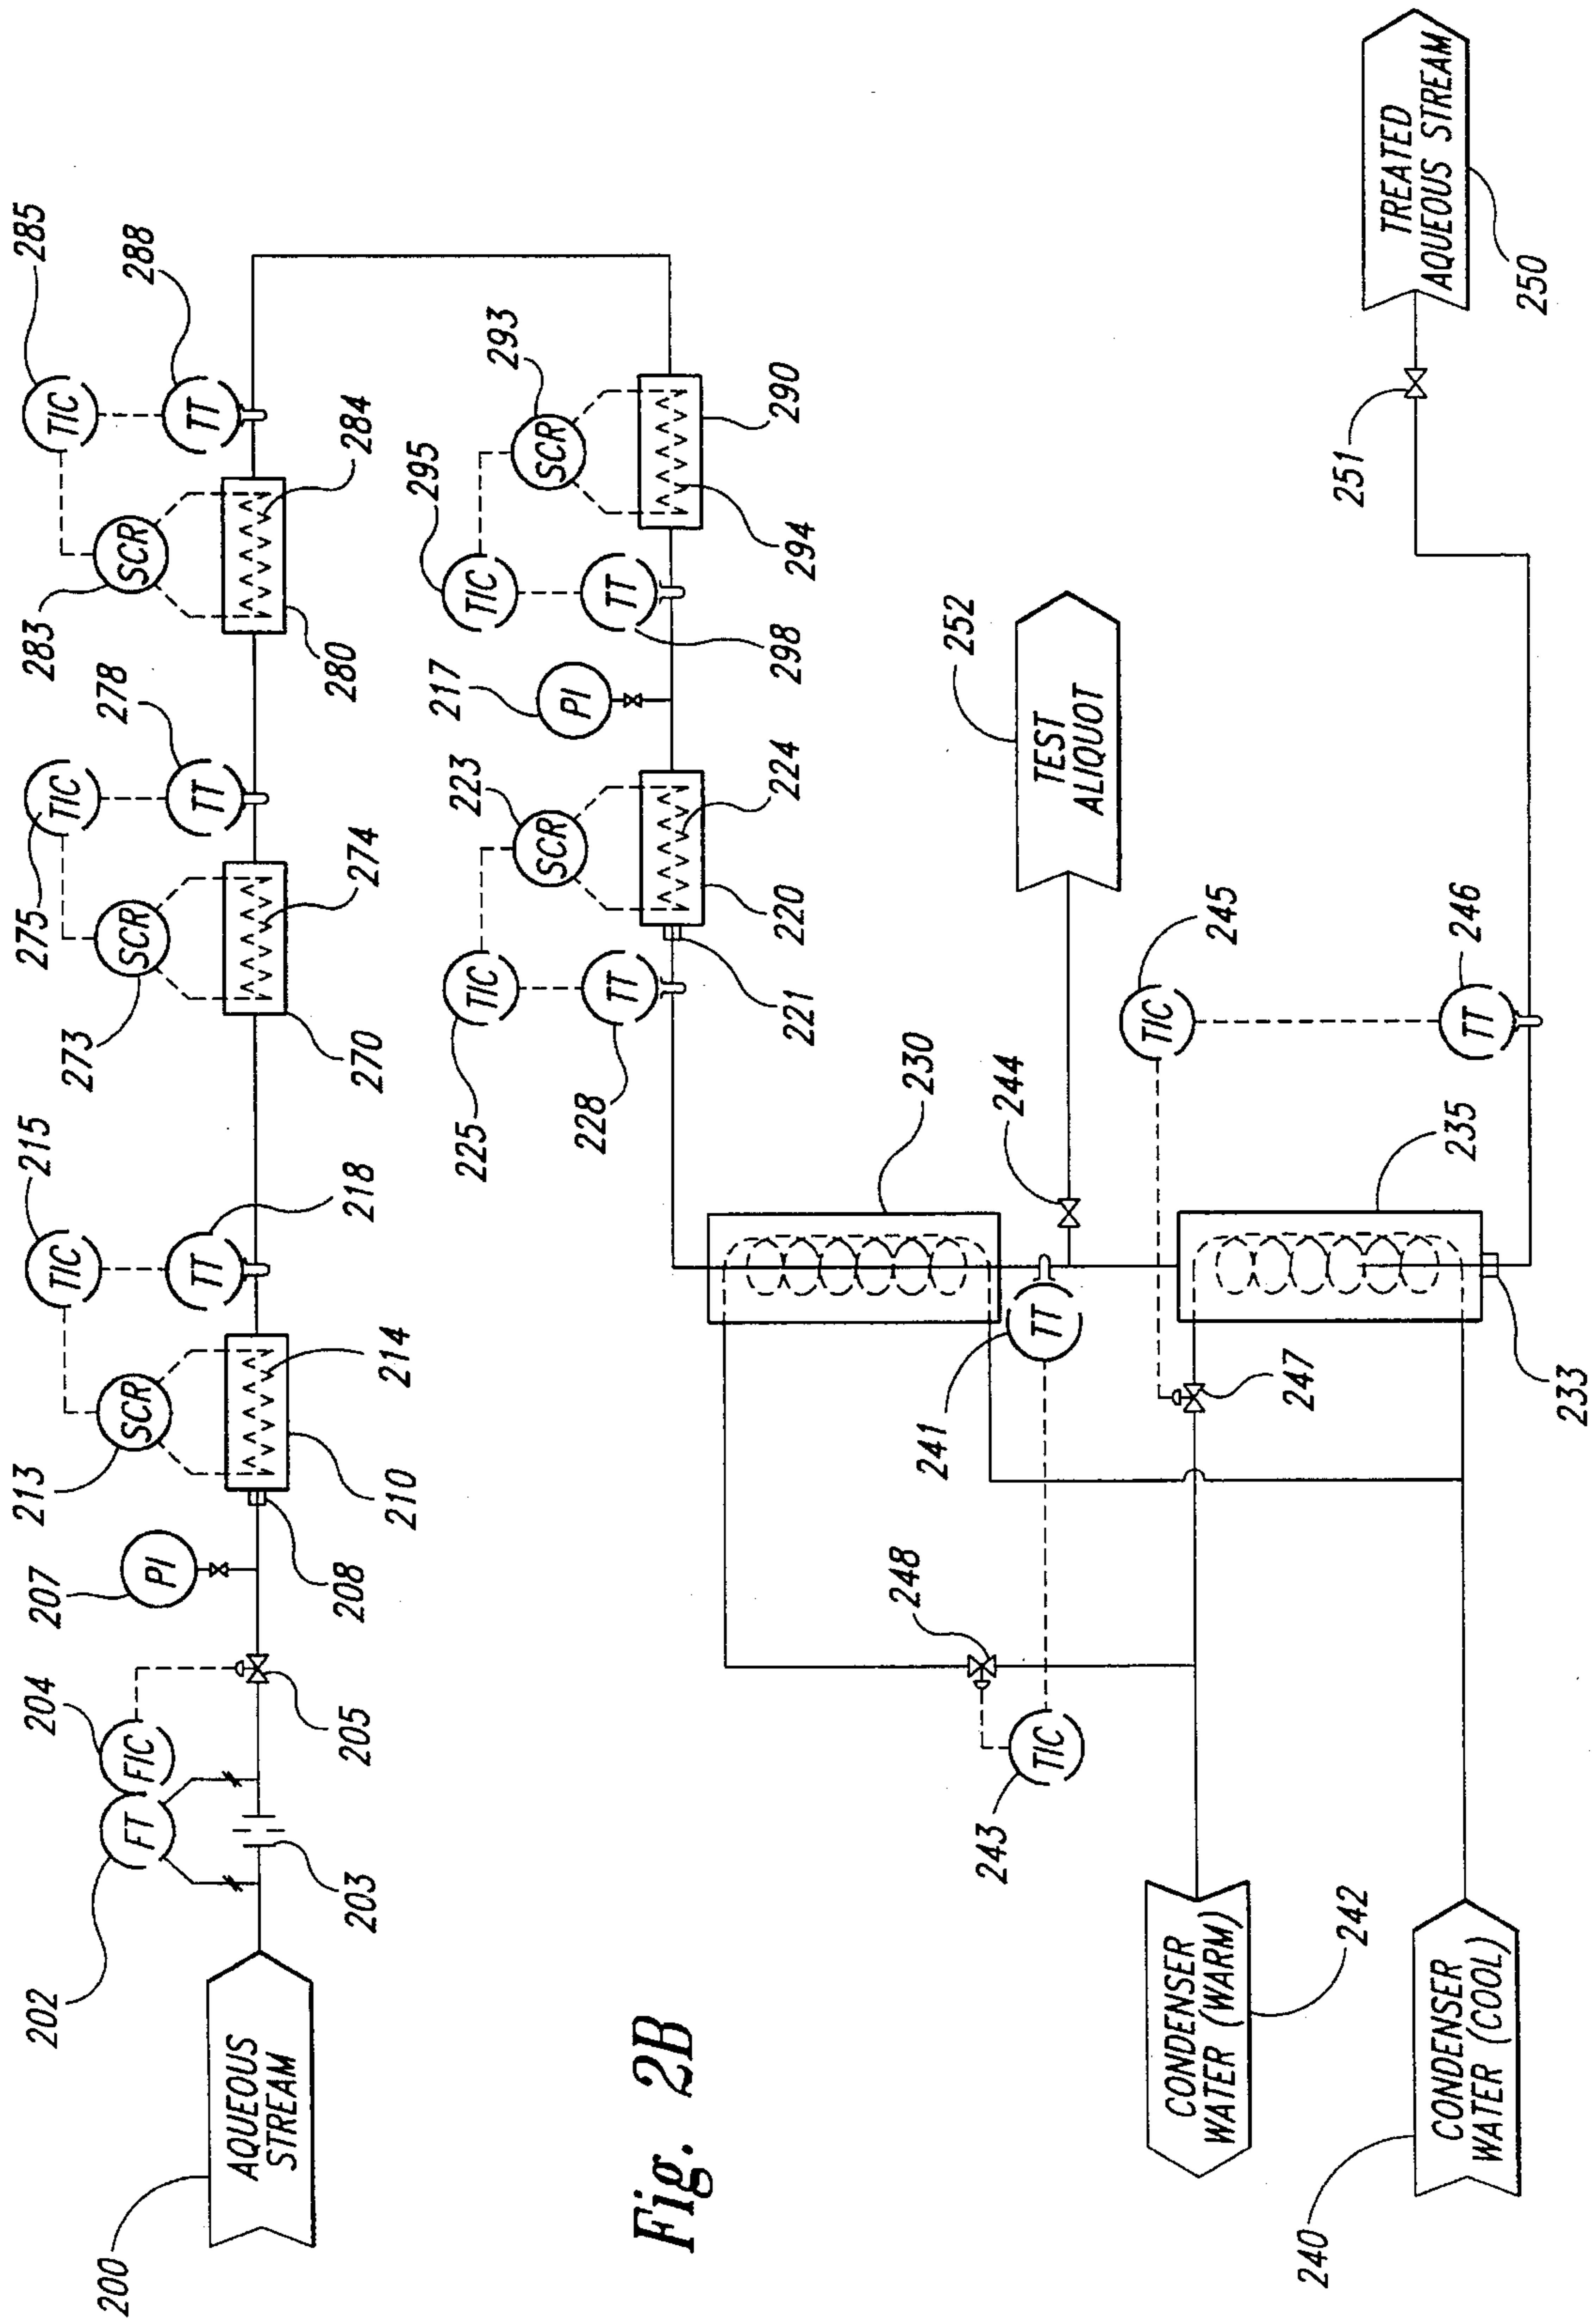 200
AQUEOUS
STREAM
202
FT
203
204
FIC
205
207
PI
208
213
SCR
210
214
215
TIC
TT
218
273
SCR
270
274
275
TIC
TT
278
283
SCR
280
284
285
TIC
TT
288
293
SCR
290
294
295
TIC
TT
298
217
PI
223
SCR
224
220
221
225
TIC
TT
228
230
241
TT
244
TEST
ALIQUOT
252
248
243
TIC
245
TIC
247
235
233
246
TT
251
TREATED
AQUEOUS STREAM
250
CONDENSER
WATER (WARM)
242
CONDENSER
WATER (COOL)
240
Fig. 2B